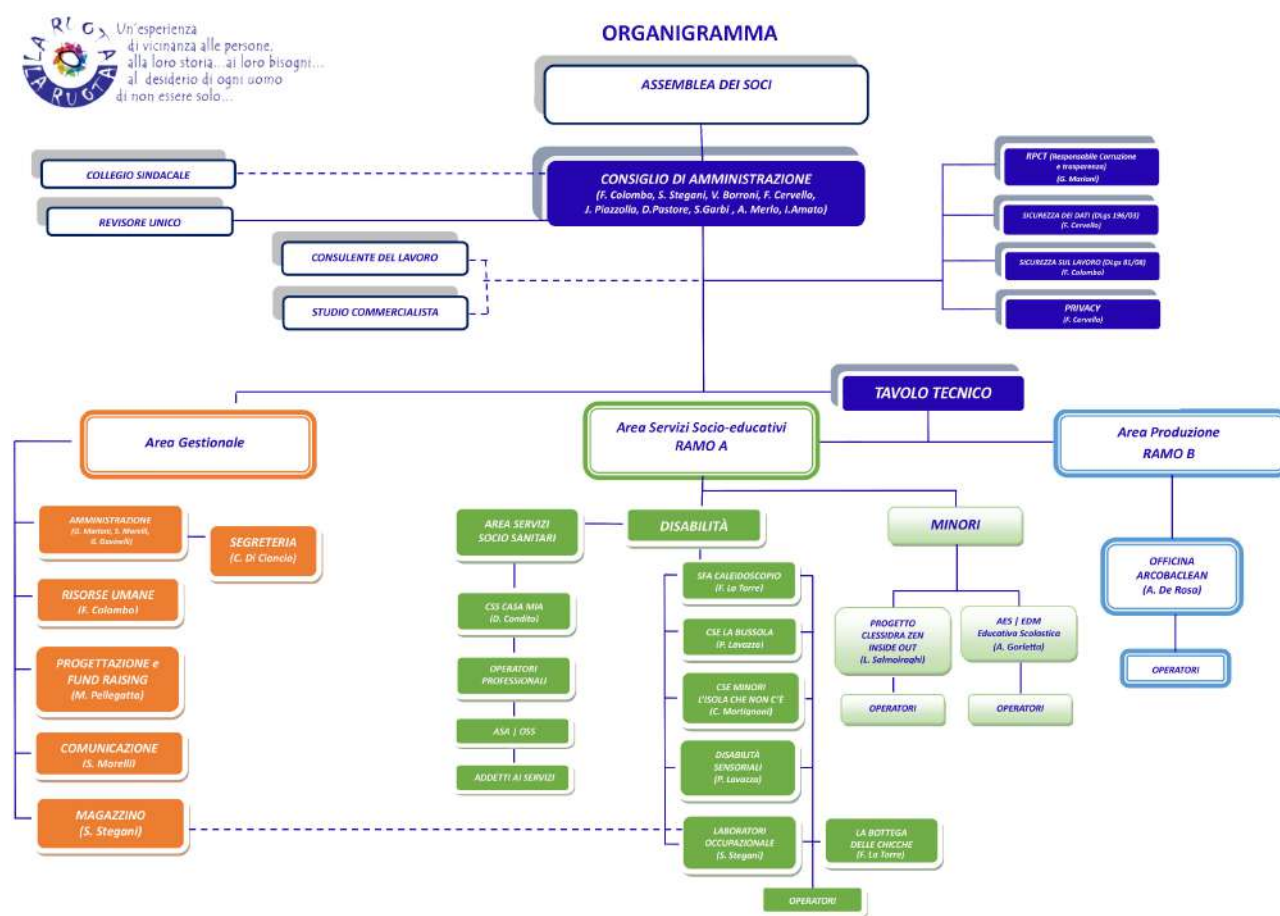 LA RUOTA
LA RUOTA
Un'esperienza
di vicinanza alle persone,
alla loro storia...ai loro bisogni...
al desiderio di ogni uomo
di non essere solo...
ORGANIGRAMMA
ASSEMBLEA DEI SOCI
COLLEGIO SINDACALE
REVISORE UNICO
CONSIGLIO DI AMMINISTRAZIONE
(F. Colombo, S. Stegani, V. Borroni, F. Cervello,
J. Piazzolla, D.Pastore, S.Garbi , A. Merlo, I.Amato)
RPCT (Responsabile Corruzione
e trasparenza)
(G. Marioni)
SICUREZZA DEI DATI (DLgs 196/03)
(F. Cervello)
SICUREZZA SUL LAVORO (DLgs 81/08)
(F. Colombo)
PRIVACY
(F. Cervello)
CONSULENTE DEL LAVORO
STUDIO COMMERCIALISTA
TAVOLO TECNICO
Area Gestionale
Area Servizi Socio-educativi
RAMO A
Area Produzione
RAMO B
AMMINISTRAZIONE
(G. Marioni, S. Morelli,
G. Gavinelli)
SEGRETERIA
(C. Di Ciancio)
RISORSE UMANE
(F. Colombo)
PROGETTAZIONE e
FUND RAISING
(M. Pellegatta)
COMUNICAZIONE
(S. Morelli)
MAGAZZINO
(S. Stegani)
AREA SERVIZI
SOCIO SANITARI
CSS CASA MIA
(D. Condito)
OPERATORI
PROFESSIONALI
ASA | OSS
ADDETTI AI SERVIZI
DISABILITÀ
SFA CALEIDOSCOPIO
(F. La Torre)
CSE LA BUSSOLA
(P. Lavazza)
CSE MINORI
L'ISOLA CHE NON C'È
(C. Martignoni)
DISABILITÀ
SENSORIALI
(P. Lavazza)
LABORATORI
OCCUPAZIONALE
(S. Stegani)
LA BOTTEGA
DELLE CHICCHE
(F. La Torre)
OPERATORI
MINORI
PROGETTO
CLESSIDRA ZEN
INSIDE OUT
(L. Salmoiraghi)
OPERATORI
AES | EDM
Educativa Scolastica
(A. Gorletta)
OPERATORI
OFFICINA
ARCOBACLEAN
(A. De Rosa)
OPERATORI